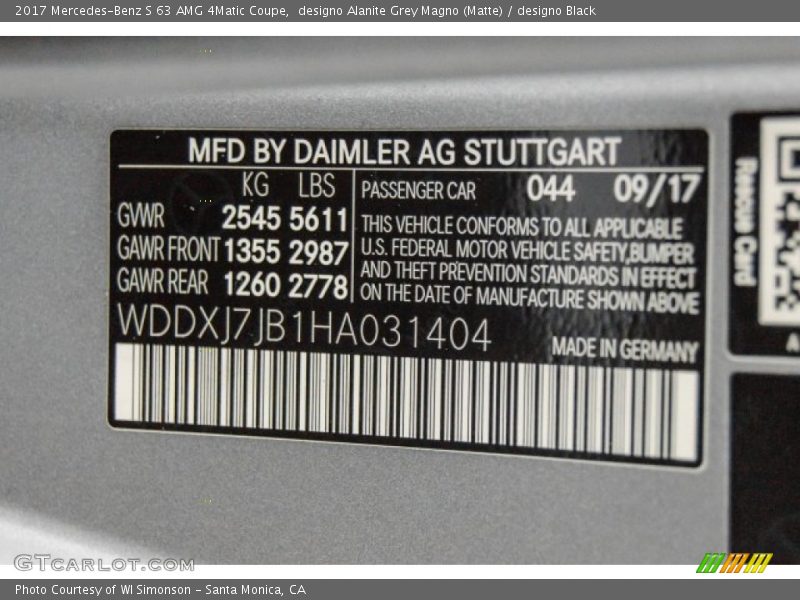 2017 Mercedes-Benz S 63 AMG 4Matic Coupe,  designo Alanite Grey Magno (Matte) / designo Black
MFD BY DAIMLER AG STUTTGART
KG LBS
GVWR 2545 5611
GAWR FRONT 1355 2987
GAWR REAR 1260 2778
PASSENGER CAR 044 09/17
THIS VEHICLE CONFORMS TO ALL APPLICABLE
U.S. FEDERAL MOTOR VEHICLE SAFETY,BUMPER
AND THEFT PREVENTION STANDARDS IN EFFECT
ON THE DATE OF MANUFACTURE SHOWN ABOVE
WDDXJ7JB1HA031404
MADE IN GERMANY
Rescue Card
A
GTCARLOT.COM
Photo Courtesy of WI Simonson - Santa Monica, CA